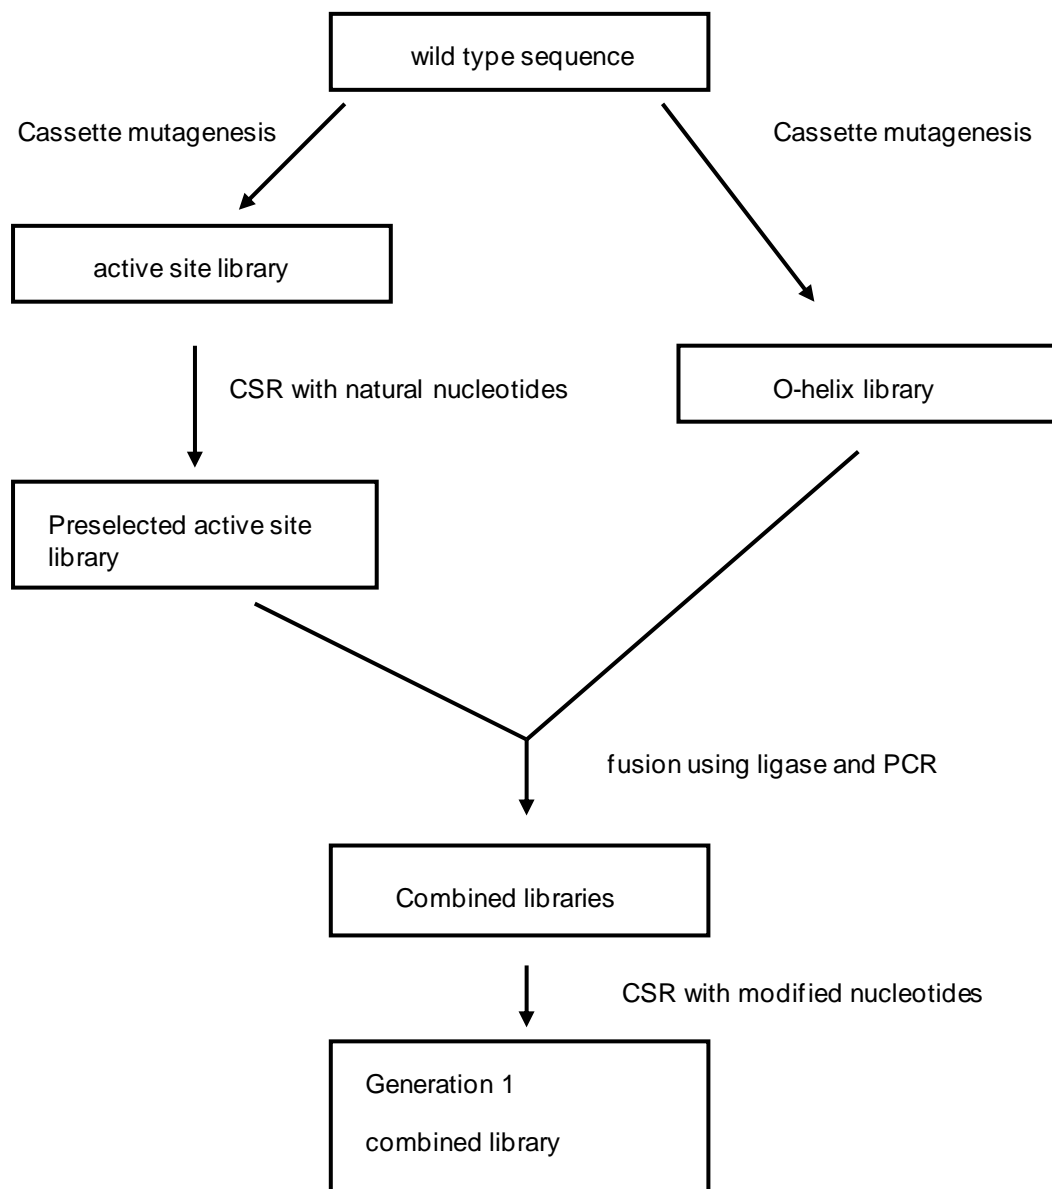 wild type sequence
Cassette mutagenesis
Cassette mutagenesis
active site library
CSR with natural nucleotides
O-helix library
Preselected active site
library
fusion using ligase and PCR
Combined libraries
CSR with modified nucleotides
Generation 1
combined library